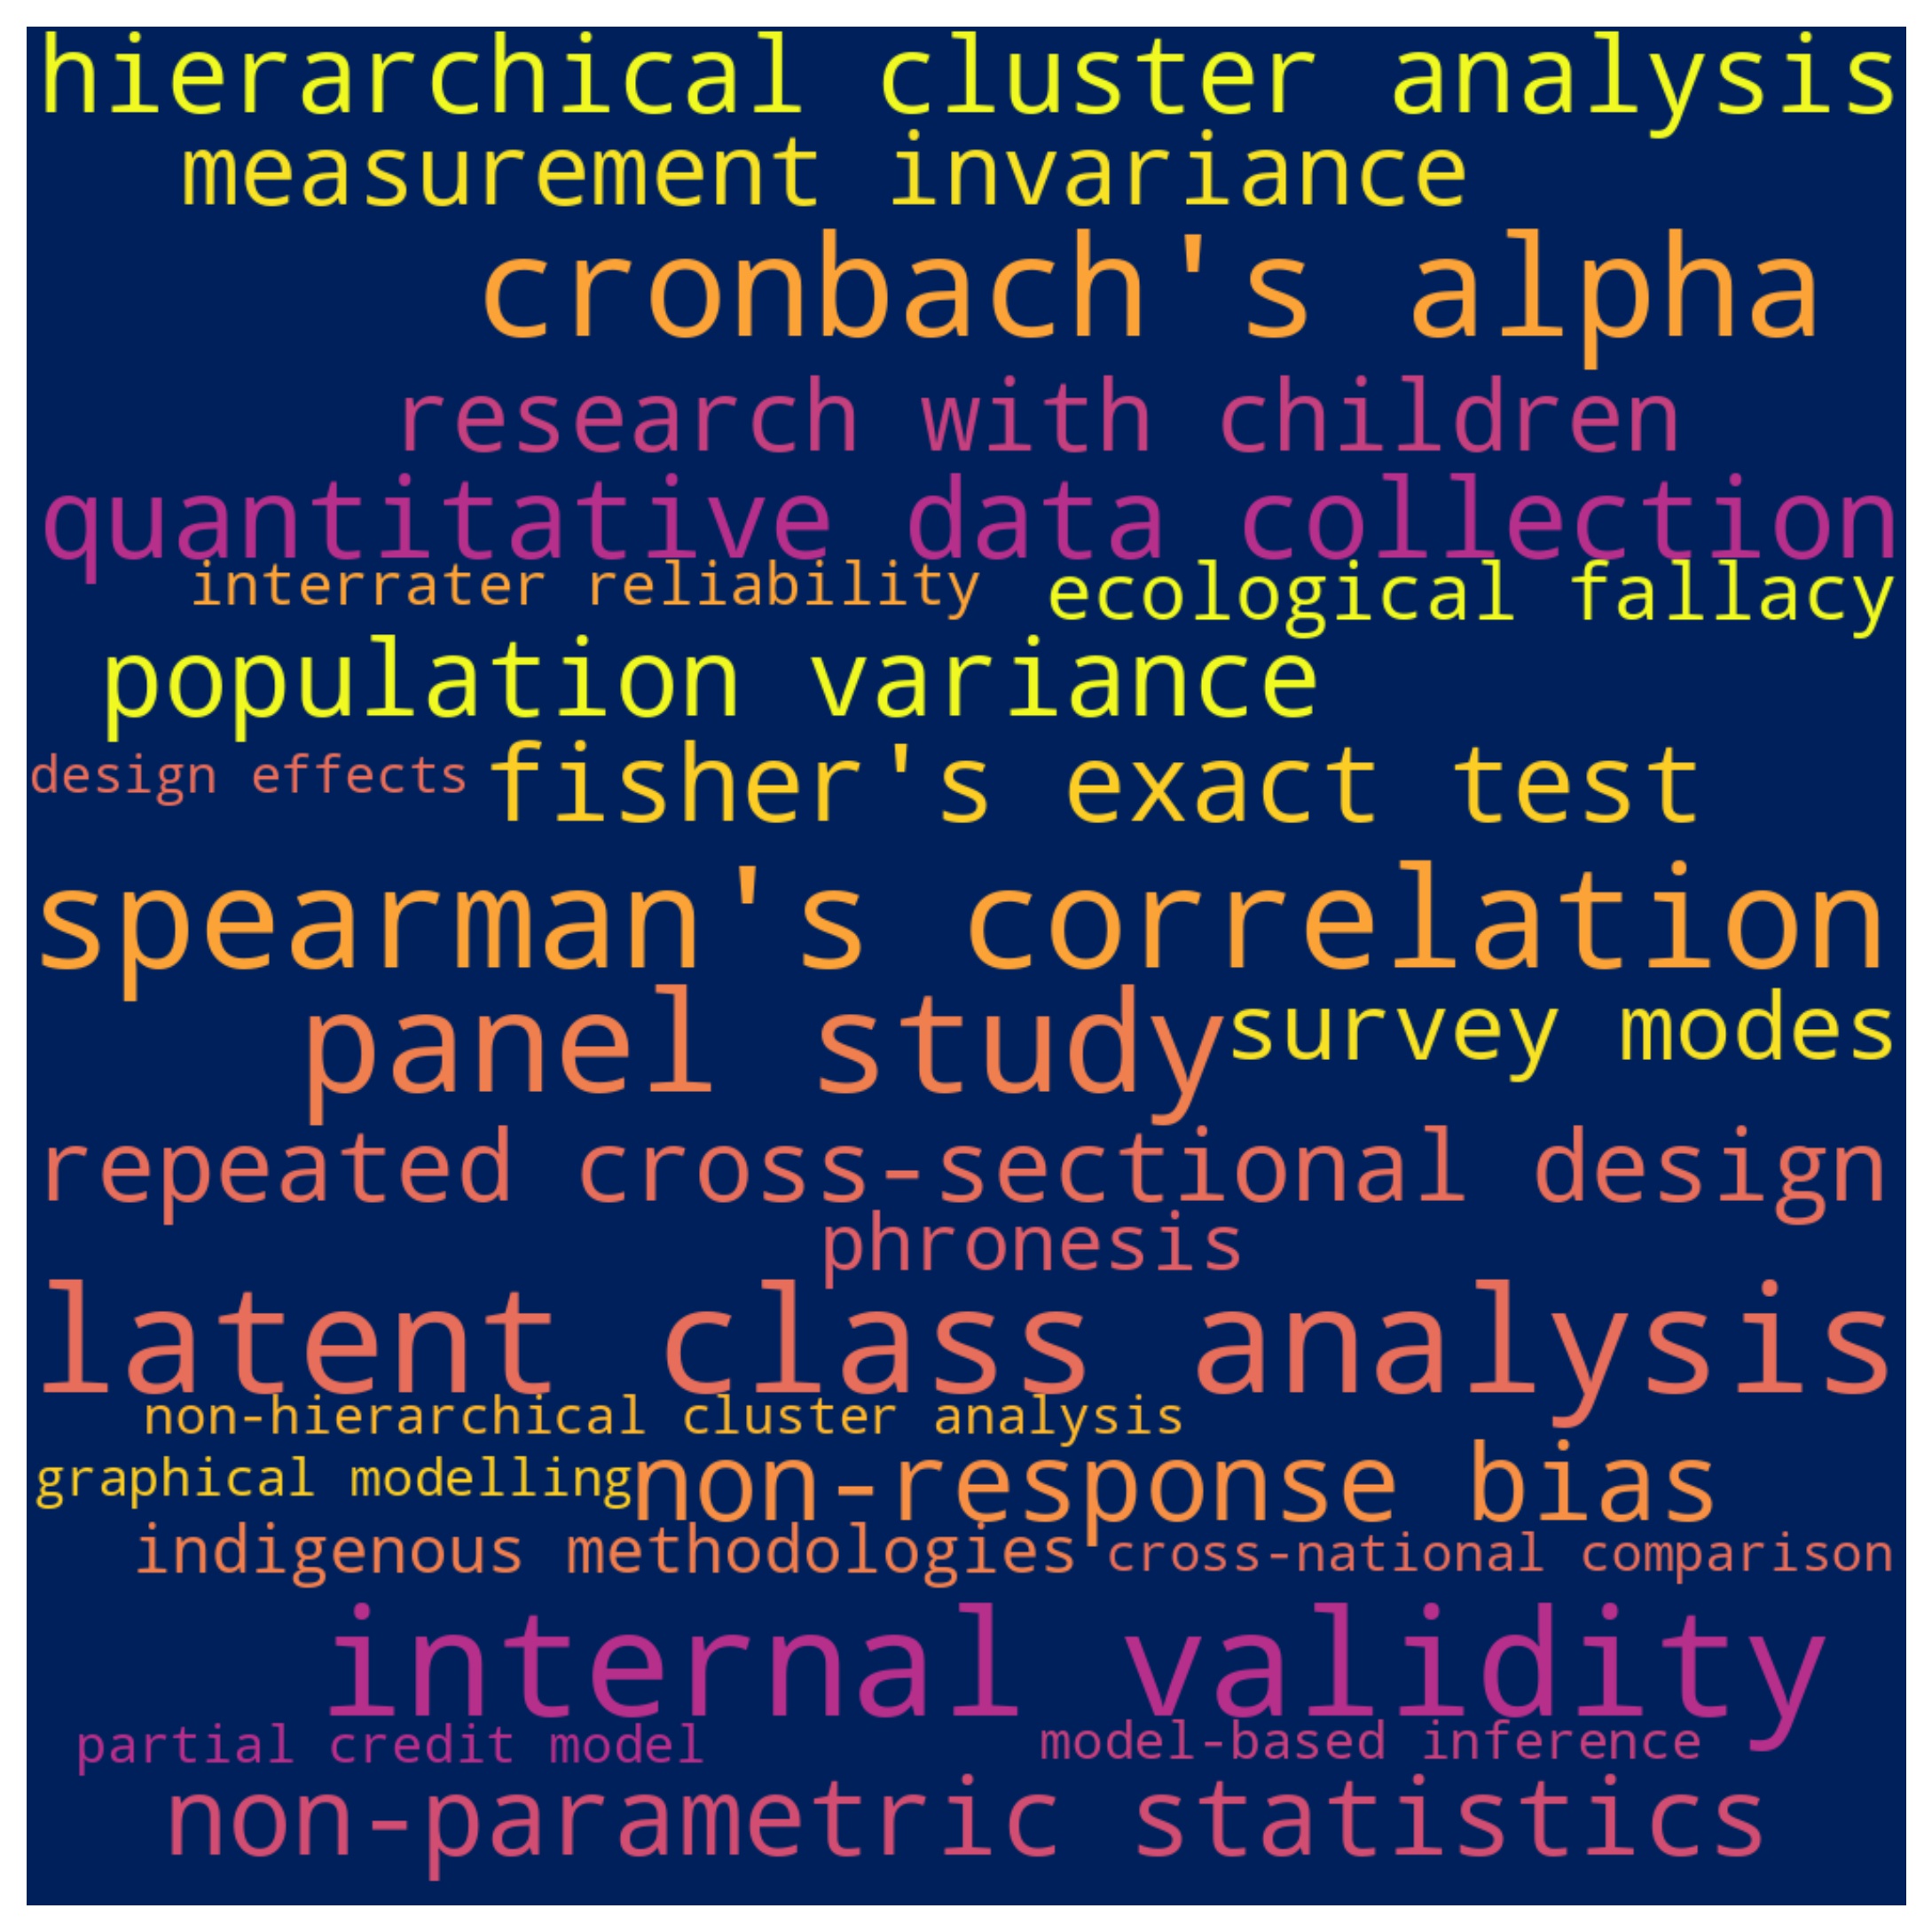 hierarchical cluster analysis
measurement invariance
cronbach's alpha
research with children
quantitative data collection
interrater reliability
ecological fallacy
population variance
design effects
fisher's exact test
spearman's correlation
panel study
survey modes
repeated cross-sectional design
phronesis
latent class analysis
non-hierarchical cluster analysis
graphical modelling
non-response bias
indigenous methodologies
cross-national comparison
internal validity
partial credit model
model-based inference
non-parametric statistics